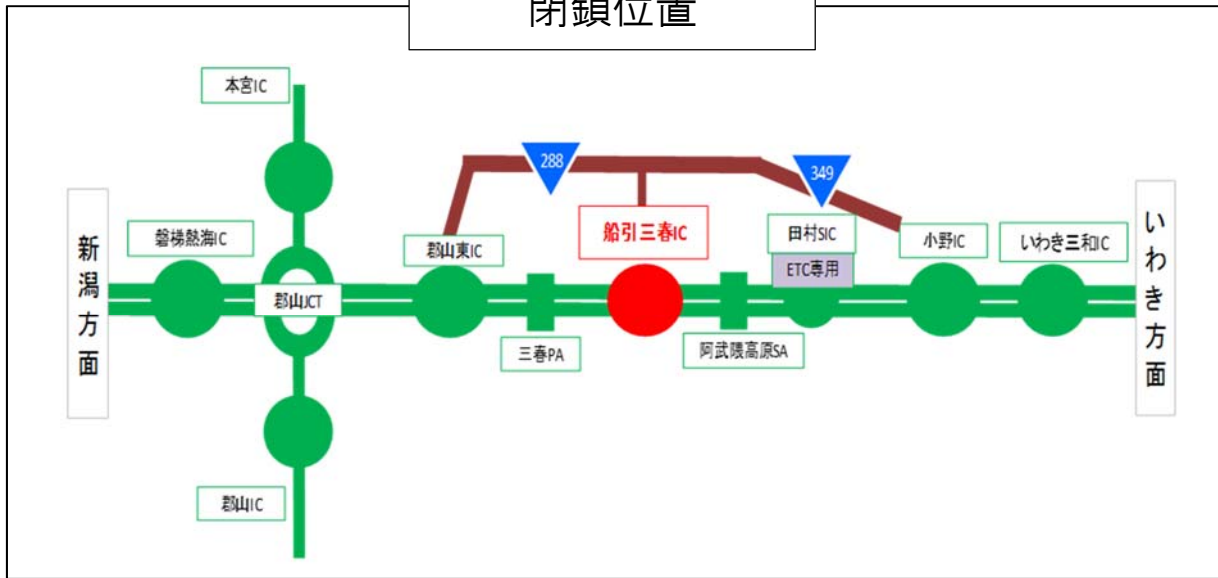 閉鎖位置
本宮IC
288
349
新潟方面
磐梯熱海IC
郡山JCT
郡山東IC
三春PA
船引三春IC
阿武隈高原SA
田村SIC
ETC専用
小野IC
いわき三和IC
いわき方面
郡山IC